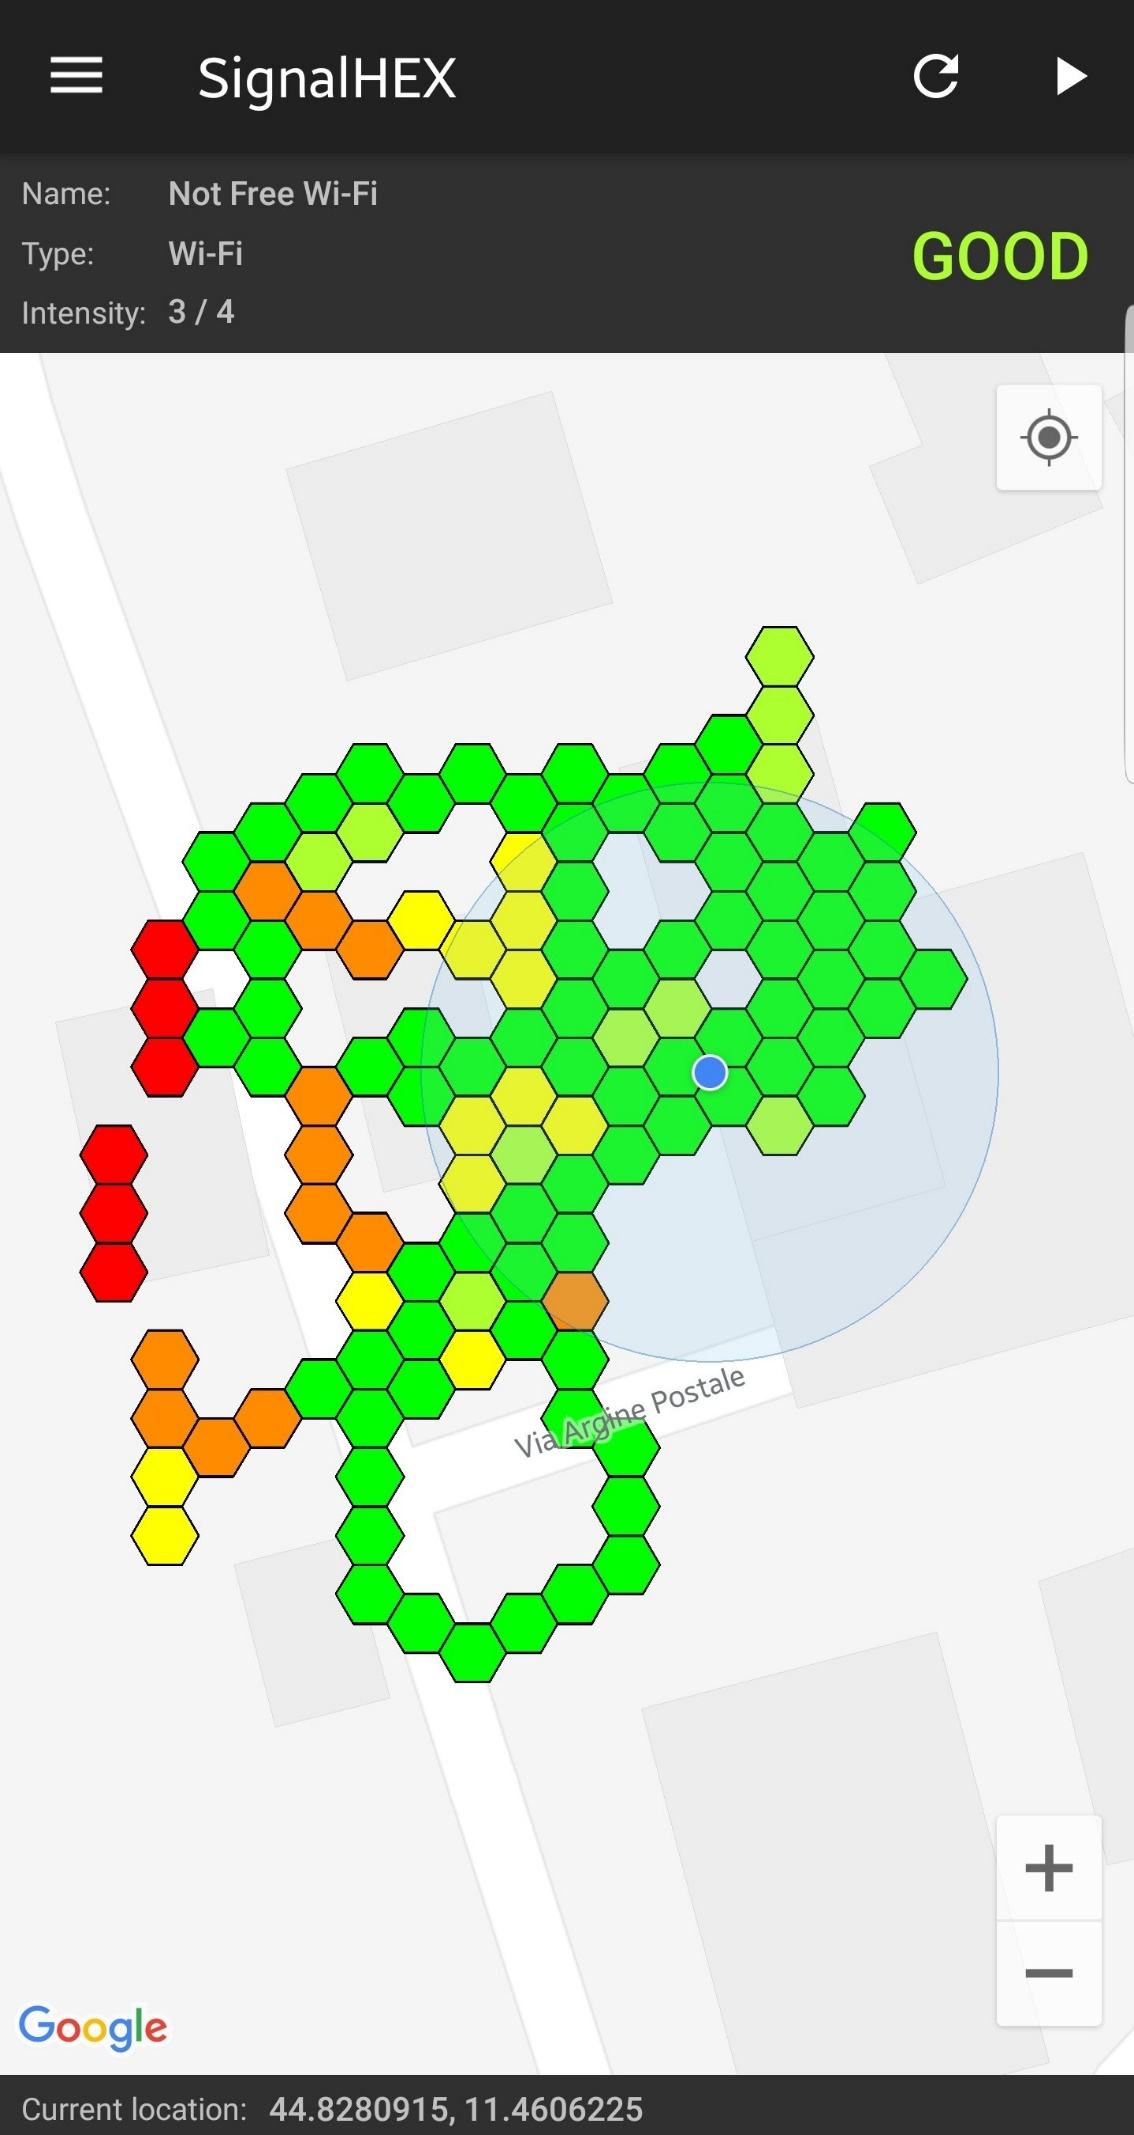 SignalHEX
Name: Not Free Wi-Fi
Type: Wi-Fi
Intensity: 3 / 4
GOOD
Via Argine Postale
Google
Current location: 44.8280915, 11.4606225